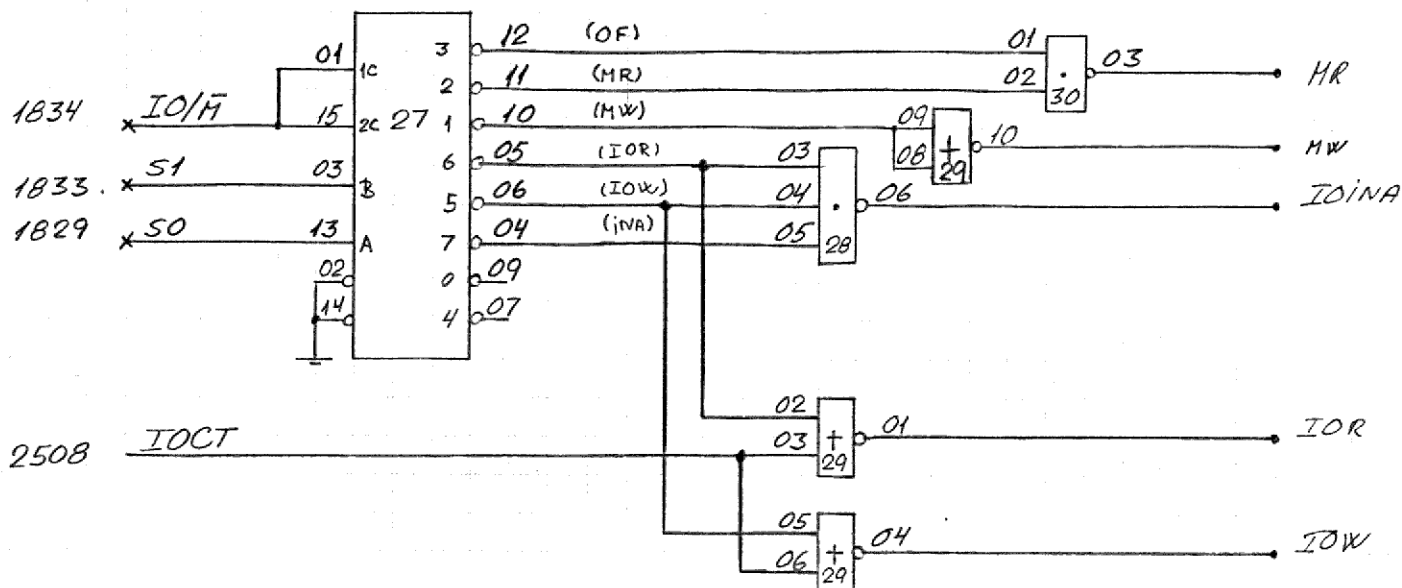 01 1C 3 12 (OF) 01 03 MR
2 11 (MR) 02 . 30
1834 IO/M̄ 15 2C 27 1 10 (MW) 09 10 MW
08 + 29
6 05 (IOR) 03
1833. S1 03 B 5 06 (IOW) 04 . 06 IOiNA
1829 S0 13 A 7 04 (iNA) 05 28
02 0 09
14 4 07
02 01 IOR
2508 IOCT 03 + 29
05 04 IOW
06 + 29